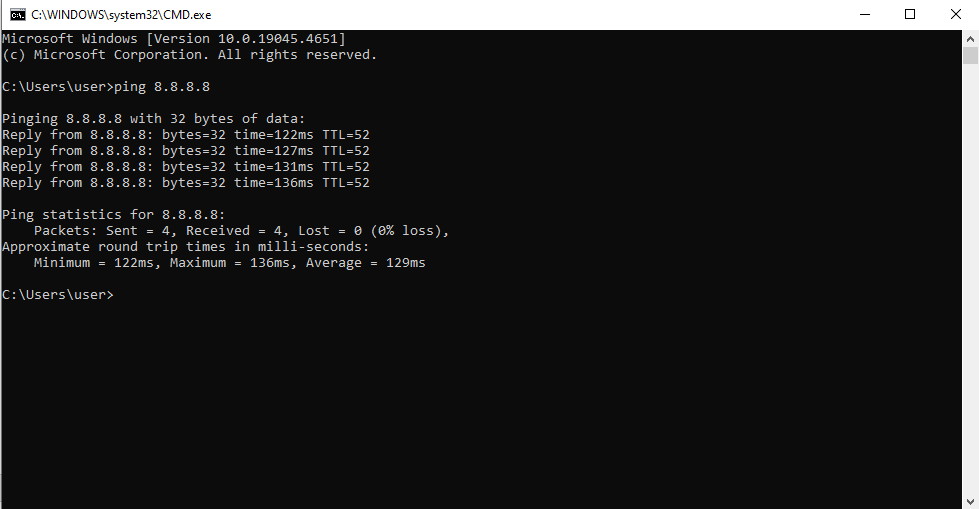 C:\WINDOWS\system32\CMD.exe
Microsoft Windows [Version 10.0.19045.4651]
(c) Microsoft Corporation. All rights reserved.
C:\Users\user>ping 8.8.8.8
Pinging 8.8.8.8 with 32 bytes of data:
Reply from 8.8.8.8: bytes=32 time=122ms TTL=52
Reply from 8.8.8.8: bytes=32 time=127ms TTL=52
Reply from 8.8.8.8: bytes=32 time=131ms TTL=52
Reply from 8.8.8.8: bytes=32 time=136ms TTL=52
Ping statistics for 8.8.8.8:
    Packets: Sent = 4, Received = 4, Lost = 0 (0% loss),
Approximate round trip times in milli-seconds:
    Minimum = 122ms, Maximum = 136ms, Average = 129ms
C:\Users\user>